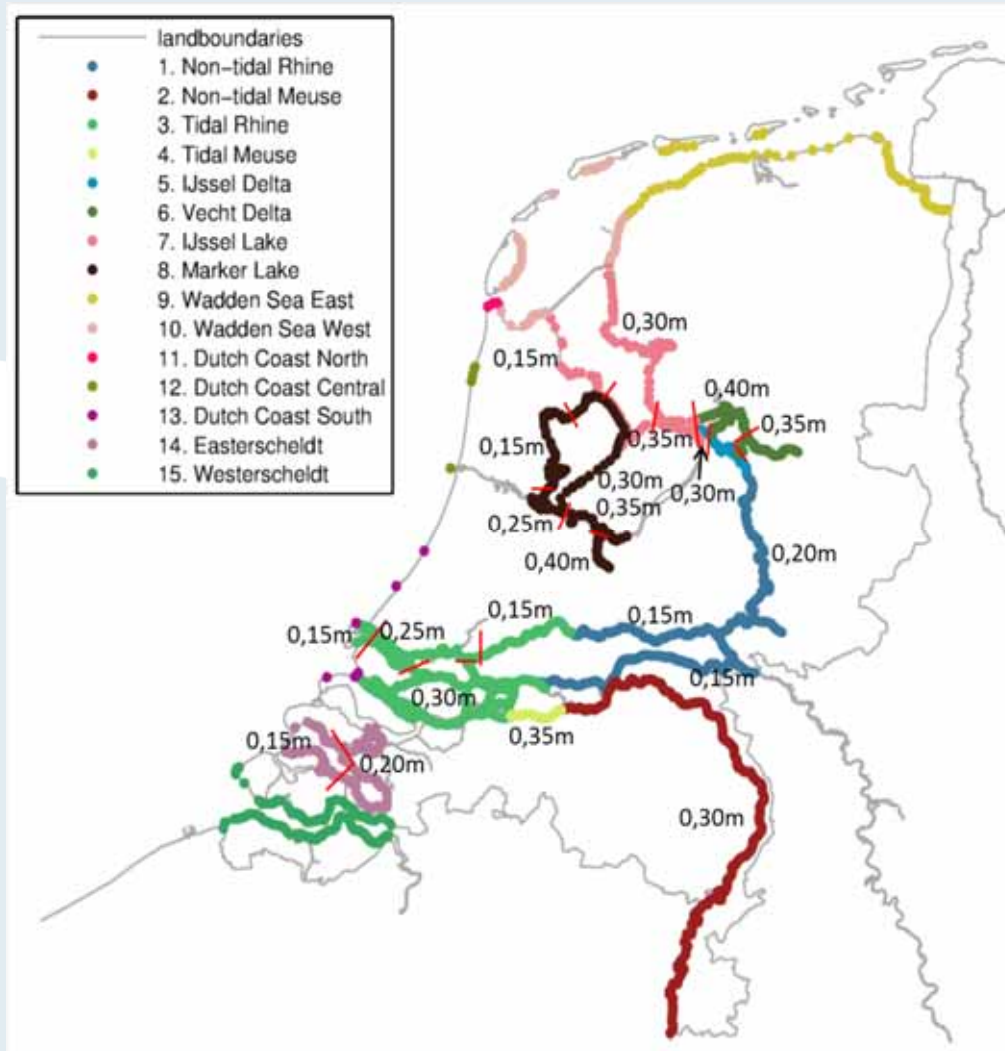 landboundaries
1. Non-tidal Rhine
2. Non-tidal Meuse
3. Tidal Rhine
4. Tidal Meuse
5. IJssel Delta
6. Vecht Delta
7. IJssel Lake
8. Marker Lake
9. Wadden Sea East
10. Wadden Sea West
11. Dutch Coast North
12. Dutch Coast Central
13. Dutch Coast South
14. Easterscheldt
15. Westerscheldt
0,30m
0,15m
0,40m
0,35m
0,15m
0,35m
0,30m
0,30m
0,35m
0,25m
0,40m
0,20m
0,15m
0,15m
0,15m
0,25m
0,15m
0,30m
0,35m
0,15m
0,20m
0,30m